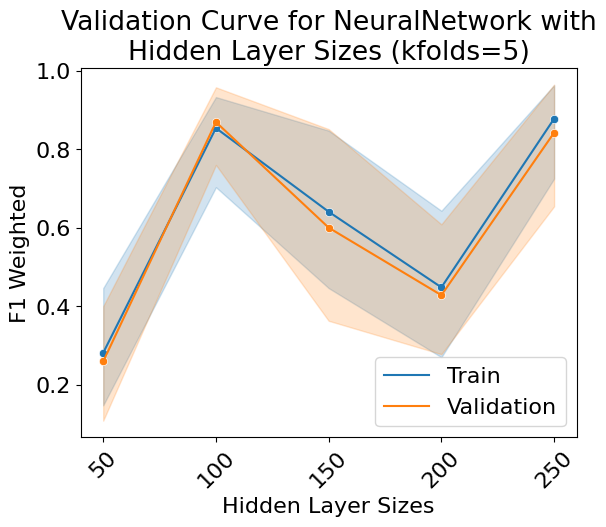 Validation Curve for NeuralNetwork with
Hidden Layer Sizes (kfolds=5)
1.0
0.8
0.6
0.4
0.2
F1 Weighted
Train
Validation
50
100
150
200
250
Hidden Layer Sizes